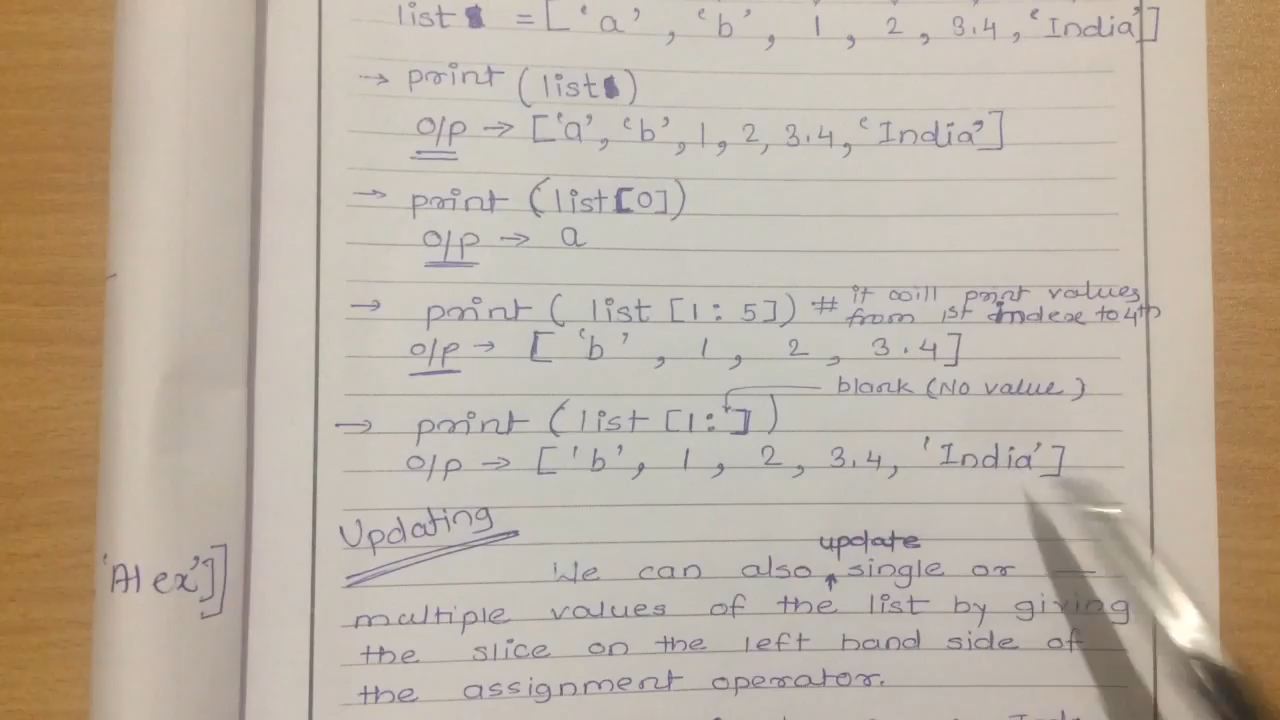 list = ['a', 'b', 1, 2, 3.4, 'India']
→ print (list)
o/p → ['a', 'b', 1, 2, 3.4, 'India']
→ print (list[0])
o/p → a
→ print ( list [1: 5]) # it will print values
from 1st index to 4th
o/p → [ 'b' , 1 , 2 , 3.4]
blank (No value)
→ print (list [1: ])
o/p → ['b', 1, 2, 3.4, 'India']
Updating
update
We can also ↑ single or —
multiple values of the list by giving
'Alex']]
the slice on the left hand side of
the assignment operator.